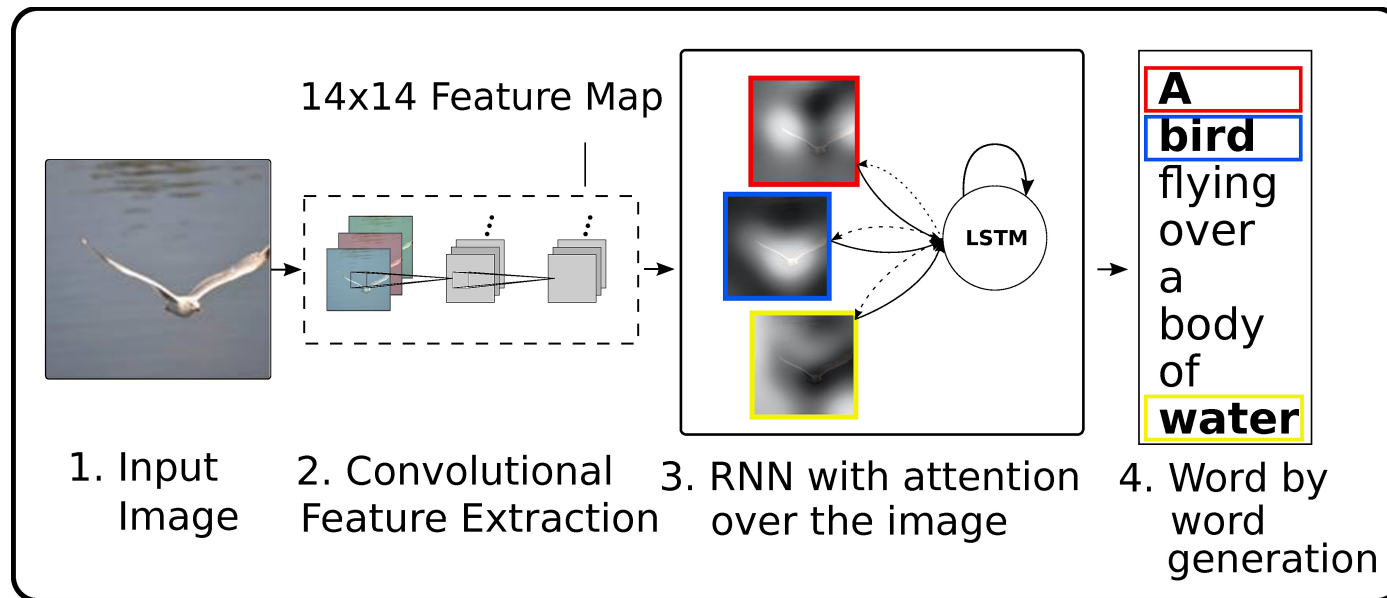 14x14 Feature Map
LSTM
A
bird
flying
over
a
body
of
water
1. Input
Image
2. Convolutional
Feature Extraction
3. RNN with attention
over the image
4. Word by
word
generation